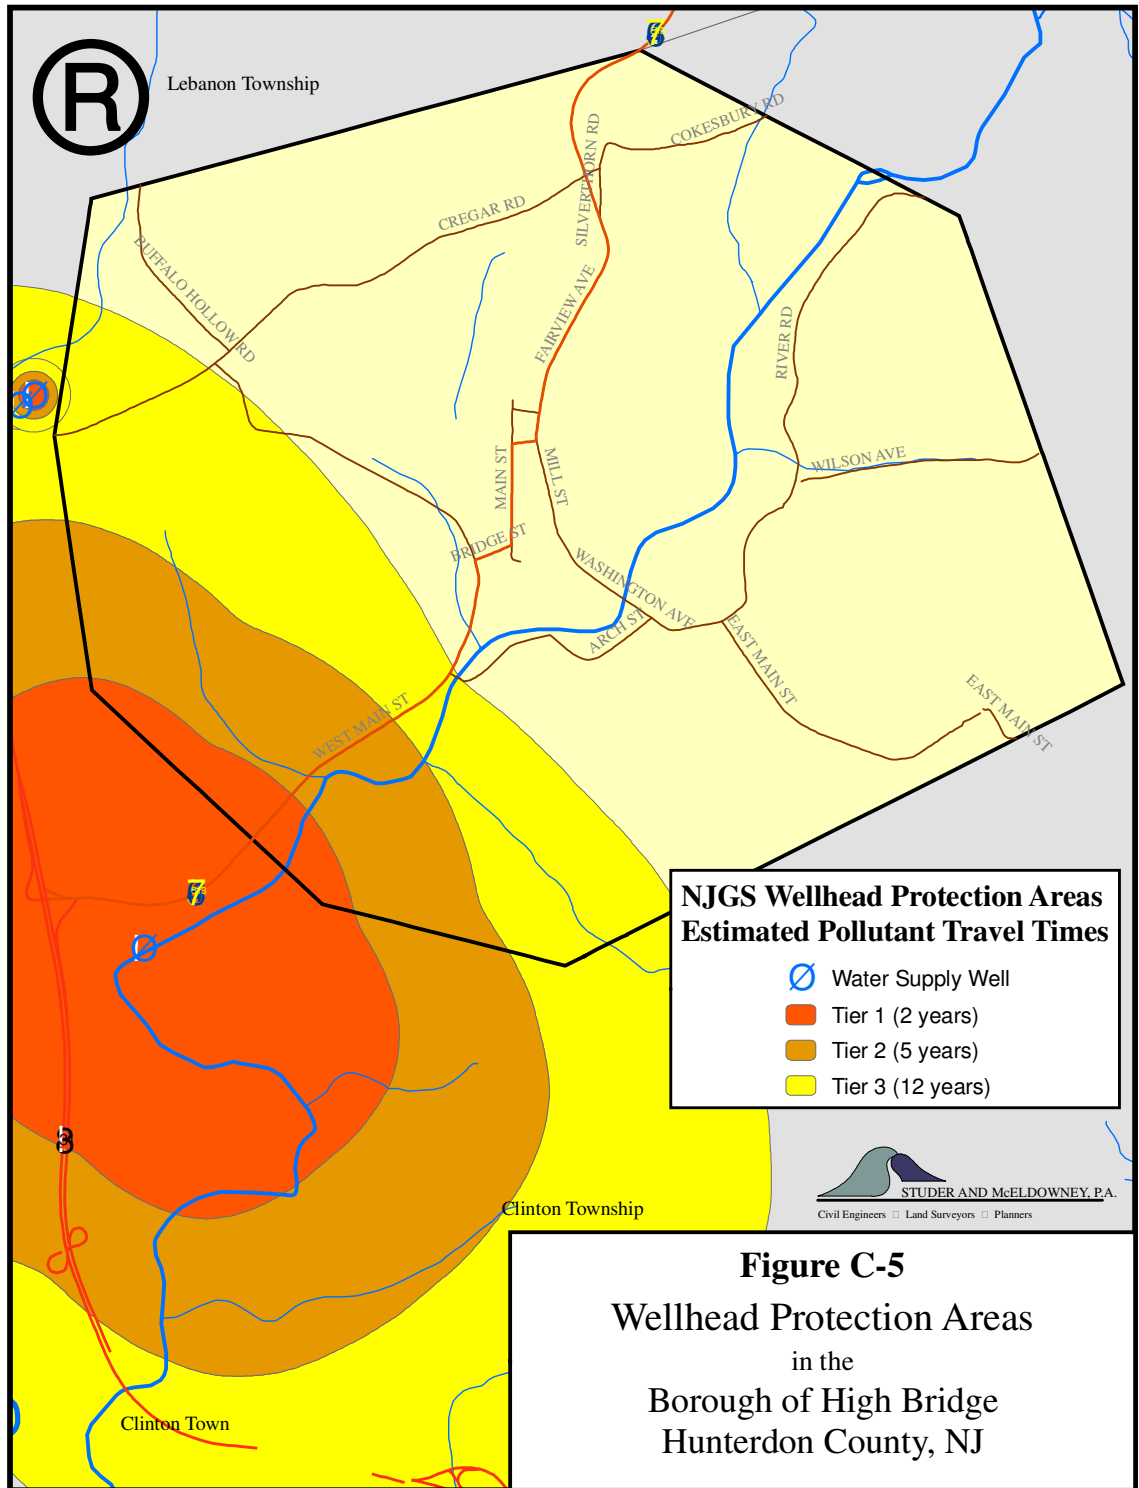 R
Lebanon Township
COKESBURY RD
SILVERTHORN RD
CREGAR RD
BUFFALO HOLLOW RD
FAIRVIEW AVE
RIVER RD
MAIN ST
MILL ST
WILSON AVE
BRIDGE ST
WASHINGTON AVE
ARCH ST
EAST MAIN ST
EAST MAIN ST
WEST MAIN ST
NJGS Wellhead Protection Areas
Estimated Pollutant Travel Times
Water Supply Well
Tier 1 (2 years)
Tier 2 (5 years)
Tier 3 (12 years)
STUDER AND McELDOWNEY, P.A.
Civil Engineers □ Land Surveyors □ Planners
Clinton Township
Figure C-5
Wellhead Protection Areas
in the
Borough of High Bridge
Hunterdon County, NJ
Clinton Town